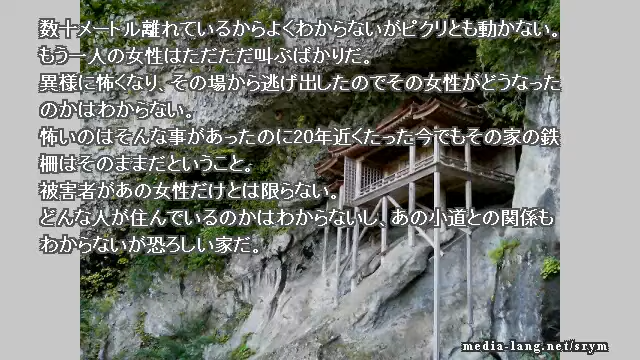 数十メートル離れているからよくわからないがピクリとも動かない。
もう一人の女性はただただ叫ぶばかりだ。
異様に怖くなり、その場から逃げ出したのでその女性がどうなった
のかはわからない。
怖いのはそんな事があったのに20年近くたった今でもその家の鉄
柵はそのままだということ。
被害者があの女性だけとは限らない。
どんな人が住んでいるのかはわからないし、あの小道との関係も
わからないが恐ろしい家だ。
media-lang.net/srym